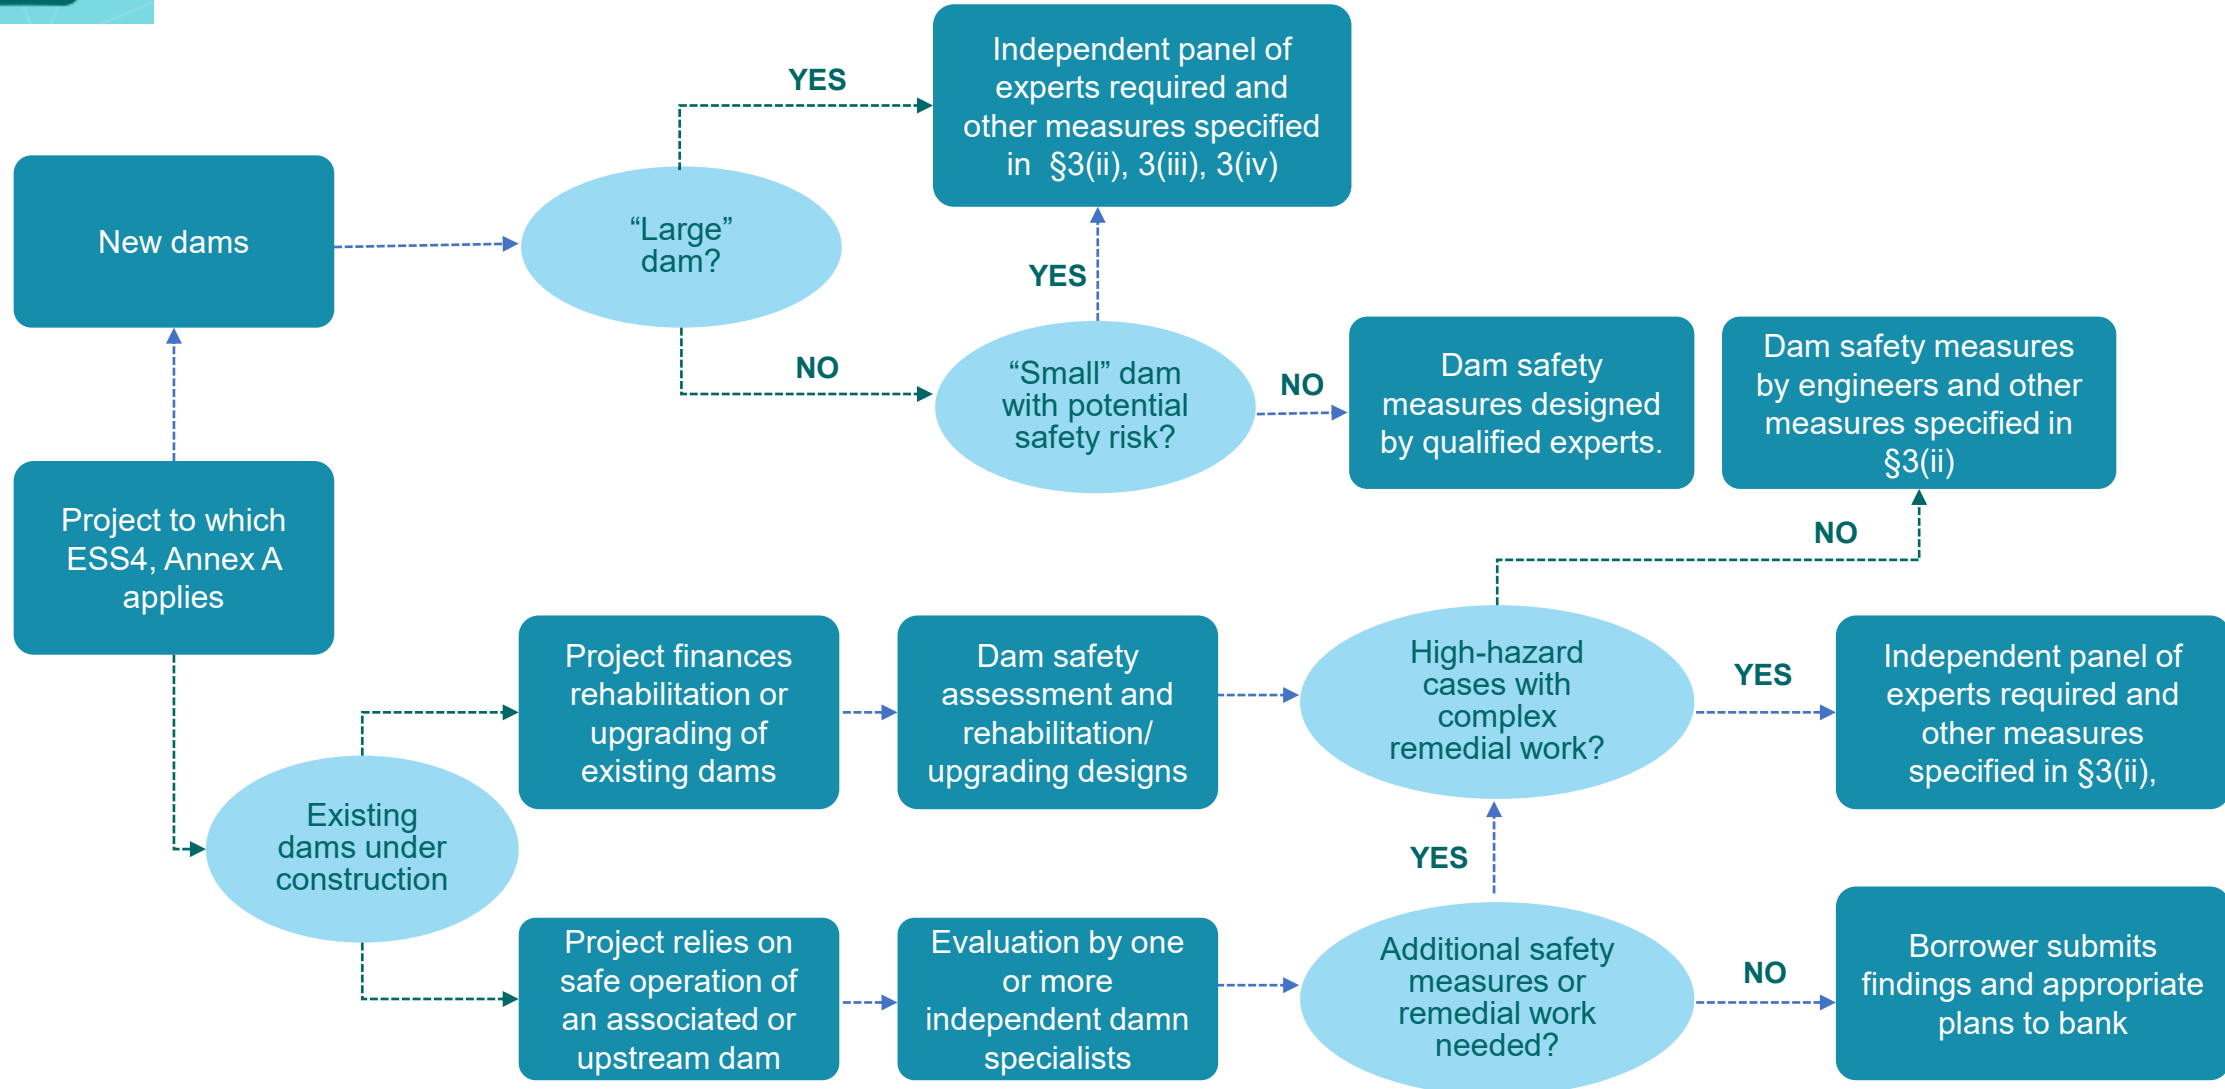 Independent panel of
experts required and
other measures specified
in §3(ii), 3(iii), 3(iv)
YES
New dams
“Large”
dam?
YES
NO
“Small” dam
with potential
safety risk?
NO
Dam safety
measures designed
by qualified experts.
Dam safety measures
by engineers and other
measures specified in
§3(ii)
Project to which
ESS4, Annex A
applies
NO
Project finances
rehabilitation or
upgrading of
existing dams
Dam safety
assessment and
rehabilitation/
upgrading designs
High-hazard
cases with
complex
remedial work?
YES
Independent panel of
experts required and
other measures
specified in §3(ii),
Existing
dams under
construction
YES
Project relies on
safe operation of
an associated or
upstream dam
Evaluation by one
or more
independent damn
specialists
Additional safety
measures or
remedial work
needed?
NO
Borrower submits
findings and appropriate
plans to bank